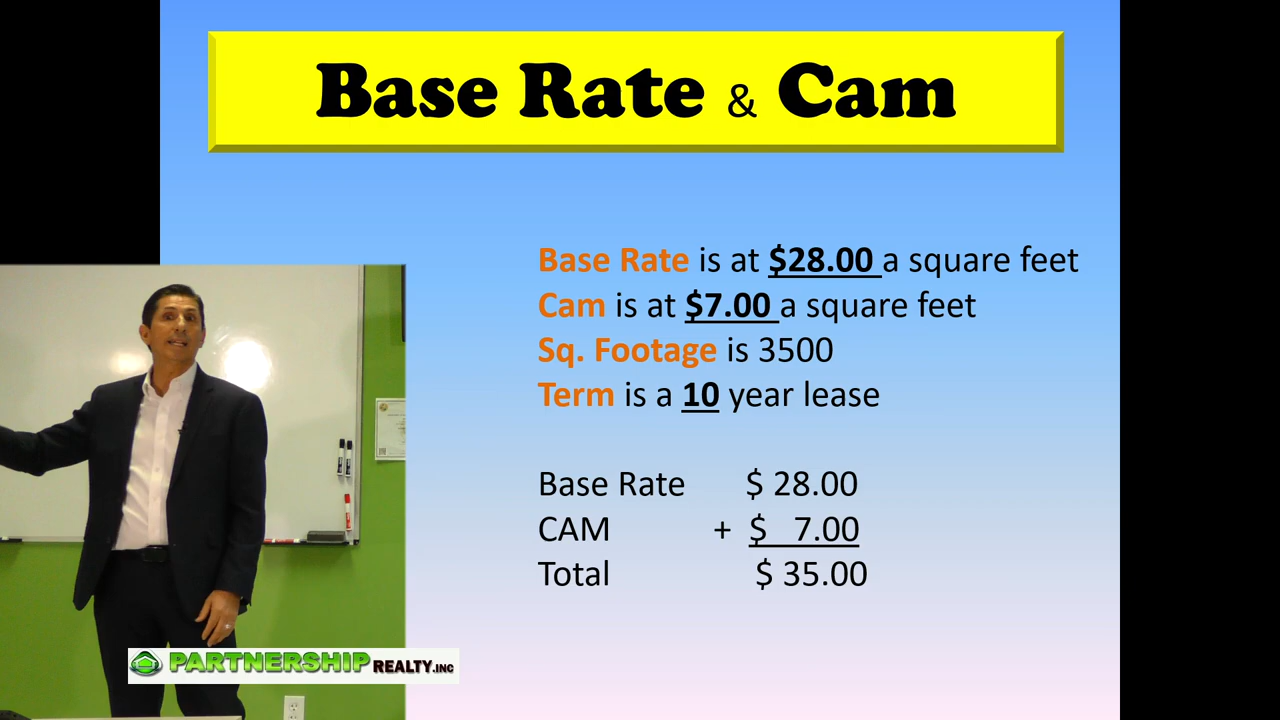 Base Rate & Cam
Base Rate is at $28.00 a square feet
Cam is at $7.00 a square feet
Sq. Footage is 3500
Term is a 10 year lease
Base Rate $ 28.00
CAM + $ 7.00
Total $ 35.00
PARTNERSHIP REALTY.INC